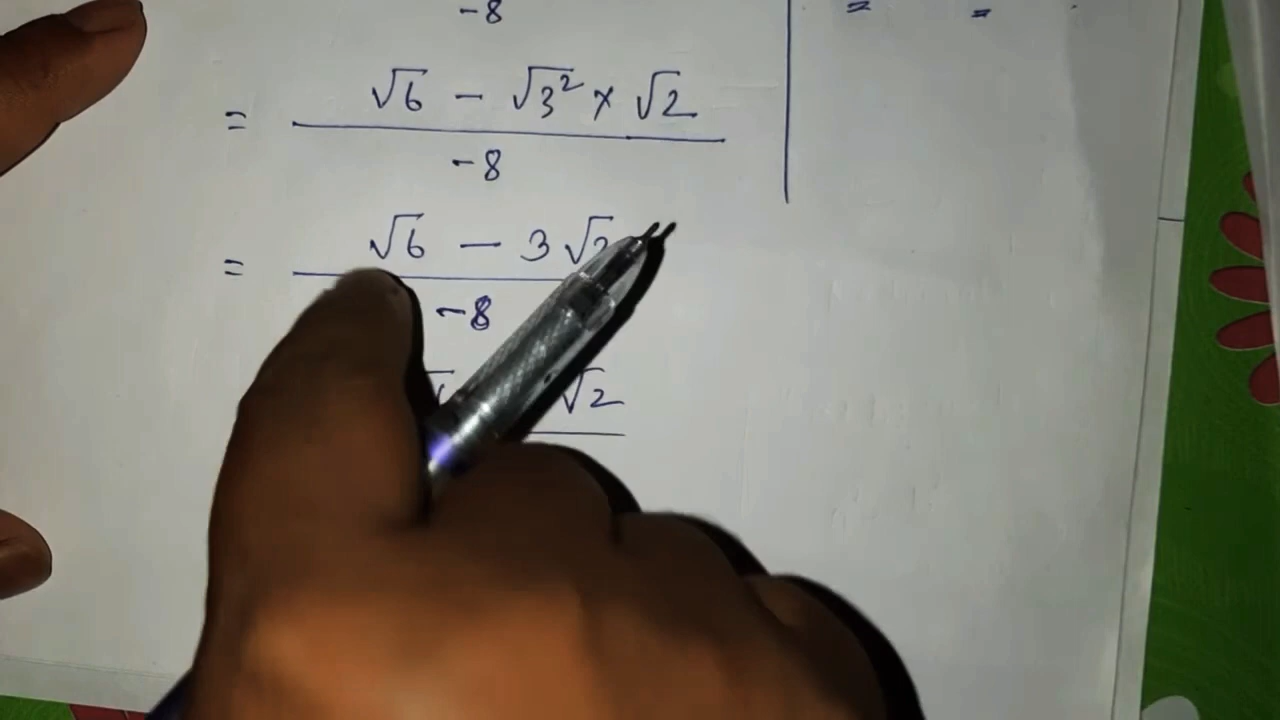 -8
= =
= √6 - √3² × √2
-8
= √6 - 3√2
-8
√2